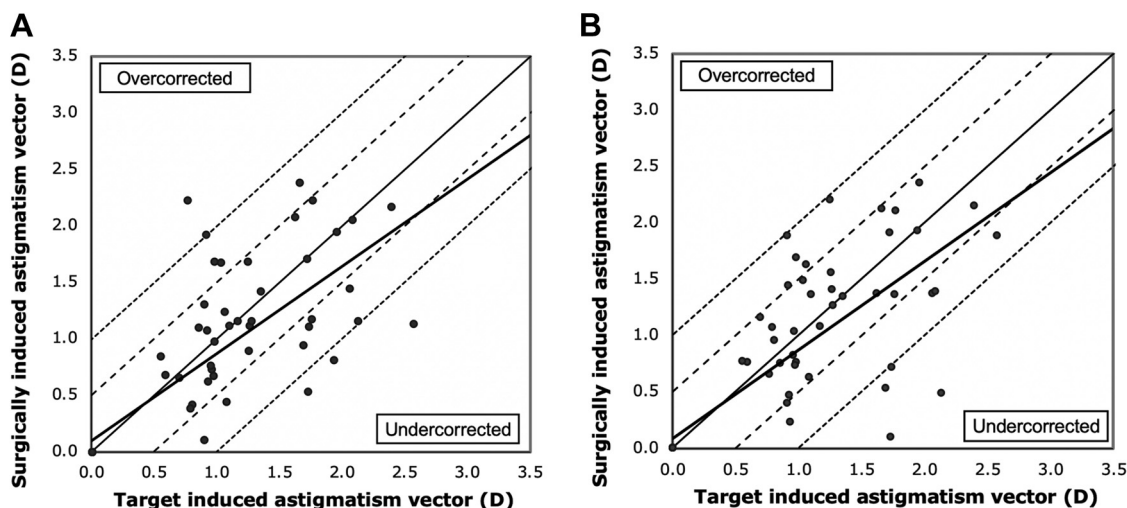 A
Surgically induced astigmatism vector (D)
3.5
3.0
2.5
2.0
1.5
1.0
0.5
0.0
Overcorrected
Undercorrected
0.0 0.5 1.0 1.5 2.0 2.5 3.0 3.5
Target induced astigmatism vector (D)
B
Surgically induced astigmatism vector (D)
3.5
3.0
2.5
2.0
1.5
1.0
0.5
0.0
Overcorrected
Undercorrected
0.0 0.5 1.0 1.5 2.0 2.5 3.0 3.5
Target induced astigmatism vector (D)